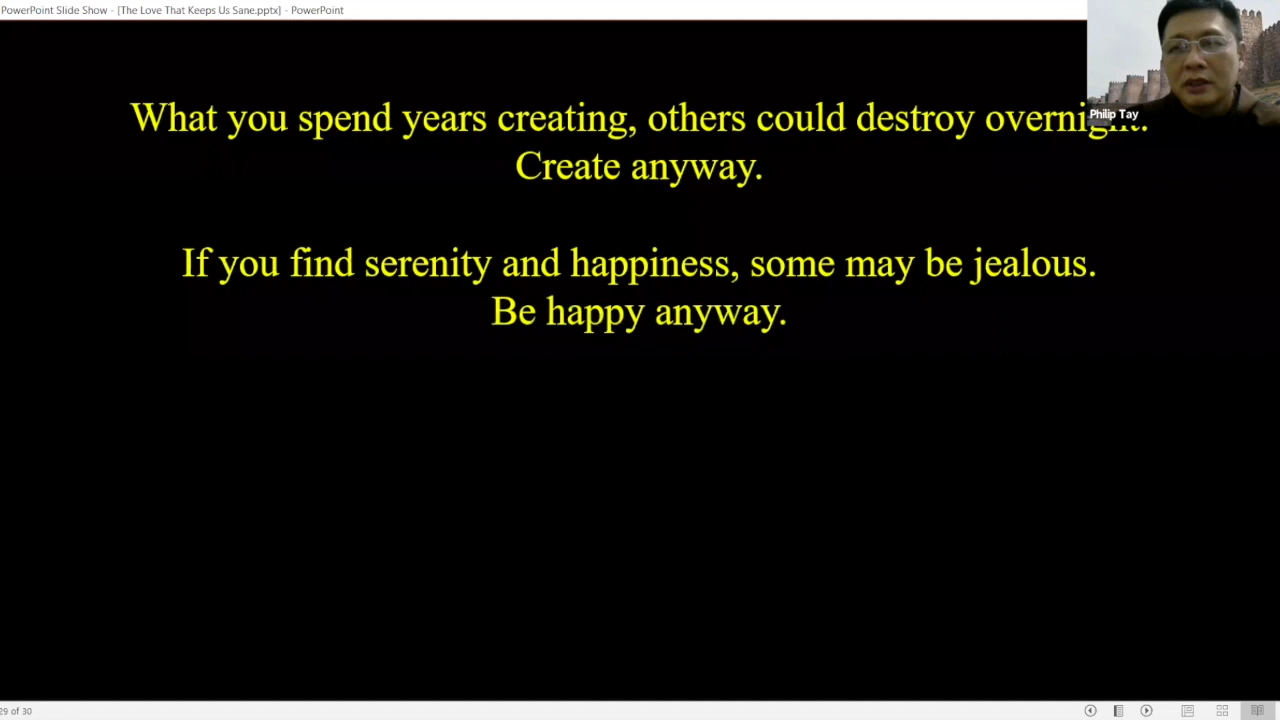 PowerPoint Slide Show - [The Love That Keeps Us Sane.pptx] - PowerPoint
Philip Tay
What you spend years creating, others could destroy overnight.
Create anyway.
If you find serenity and happiness, some may be jealous.
Be happy anyway.
29 of 30